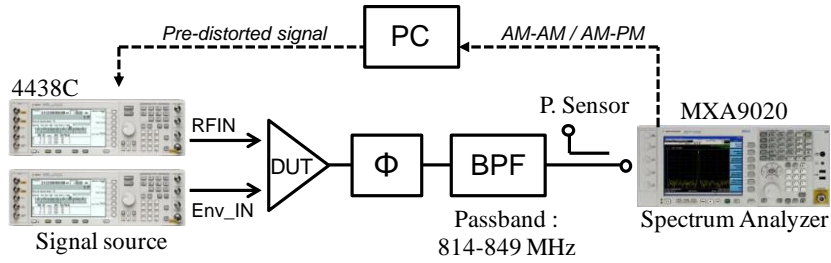 Pre-distorted signal
PC
AM-AM / AM-PM
4438C
RFIN
P. Sensor
MXA9020
DUT
Φ
BPF
Env_IN
Signal source
Passband :
814-849 MHz
Spectrum Analyzer